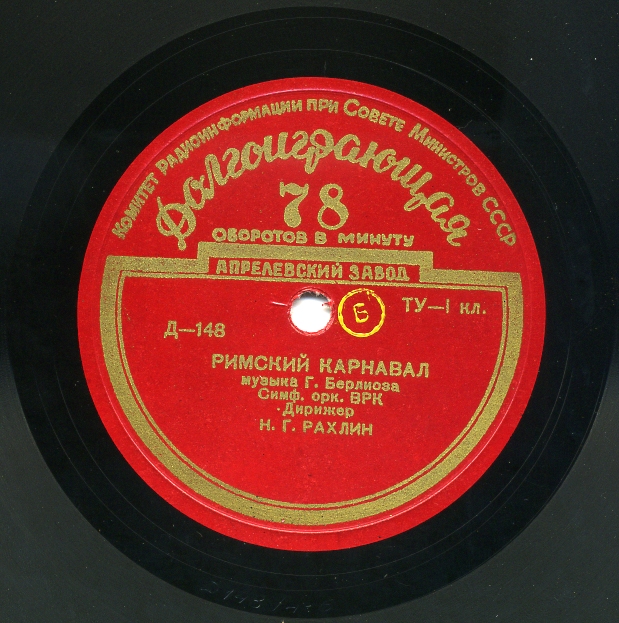 Комитет Радиоинформации при Совете Министров СССР
Долгоиграющая
78
ОБОРОТОВ В МИНУТУ
АПРЕЛЕВСКИЙ ЗАВОД
Б
ТУ—I кл.
Д—148
РИМСКИЙ КАРНАВАЛ
музыка Г. Берлиоза
Симф. орк. ВРК
Дирижер
Н. Г. РАХЛИН